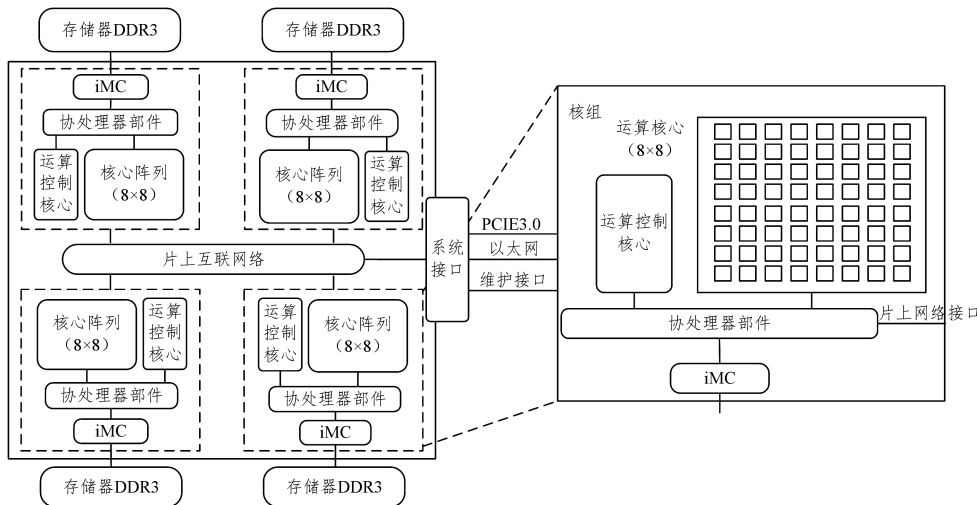 存储器DDR3
存储器DDR3
iMC
协处理器部件
运算
控制
核心
核心阵列
（8×8）
iMC
协处理器部件
核心阵列
（8×8）
运算
控制
核心
片上互联网络
系统
接口
PCIE3.0
以太网
维护接口
核心阵列
（8×8）
运算
控制
核心
协处理器部件
iMC
运算
控制
核心
核心阵列
（8×8）
协处理器部件
iMC
存储器DDR3
存储器DDR3
核组
运算核心
（8×8）
运算控制
核心
协处理器部件
片上网络接口
iMC